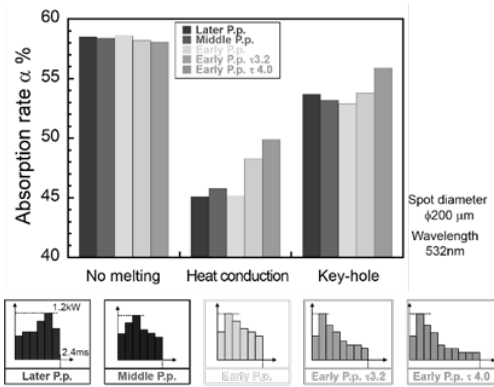 60
55
50
45
40
Absorption rate α %
Later P.p.
Middle P.p.
Early P.p.
Early P.p. τ3.2
Early P.p. τ 4.0
No melting
Heat conduction
Key-hole
Spot diameter
ϕ200 μm
Wavelength
532nm
1.2kW
2.4ms
Later P.p.
Middle P.p.
Early P.p.
Early P.p. τ3.2
Early P.p. τ 4.0